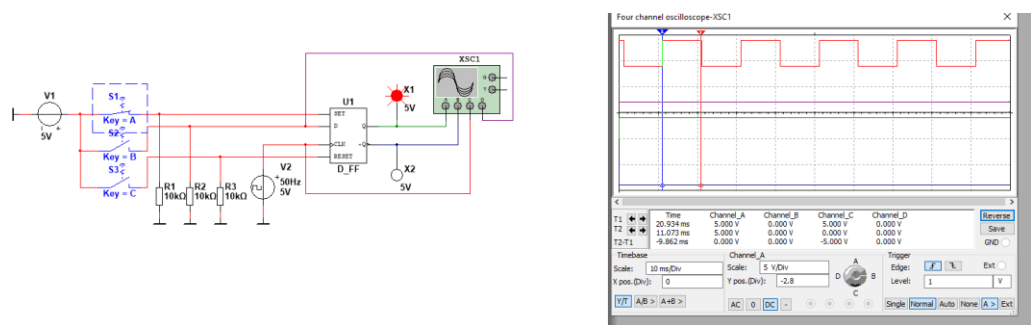 V1
5V
S1
Key = A
S2
Key = B
S3
Key = C
R1
10kΩ
R2
10kΩ
R3
10kΩ
V2
50Hz
5V
U1
SET
D
Q
CLK
~Q
RESET
D_FF
X1
5V
X2
5V
XSC1
G
T
A B C D
Four channel oscilloscope-XSC1
Time Channel_A Channel_B Channel_C Channel_D
T1 20.934 ms 5.000 V 0.000 V 5.000 V 0.000 V
T2 11.073 ms 5.000 V 0.000 V 0.000 V 0.000 V
T2-T1 -9.862 ms 0.000 V 0.000 V -5.000 V 0.000 V
Reverse
Save
GND
Timebase
Scale: 10 ms/Div
X pos.(Div): 0
Y/T A/B > A+B >
Channel_A
Scale: 5 V/Div
Y pos.(Div): -2.8
AC 0 DC -
A
D B
C
Trigger
Edge: Ext
Level: 1 V
Single Normal Auto None A > Ext